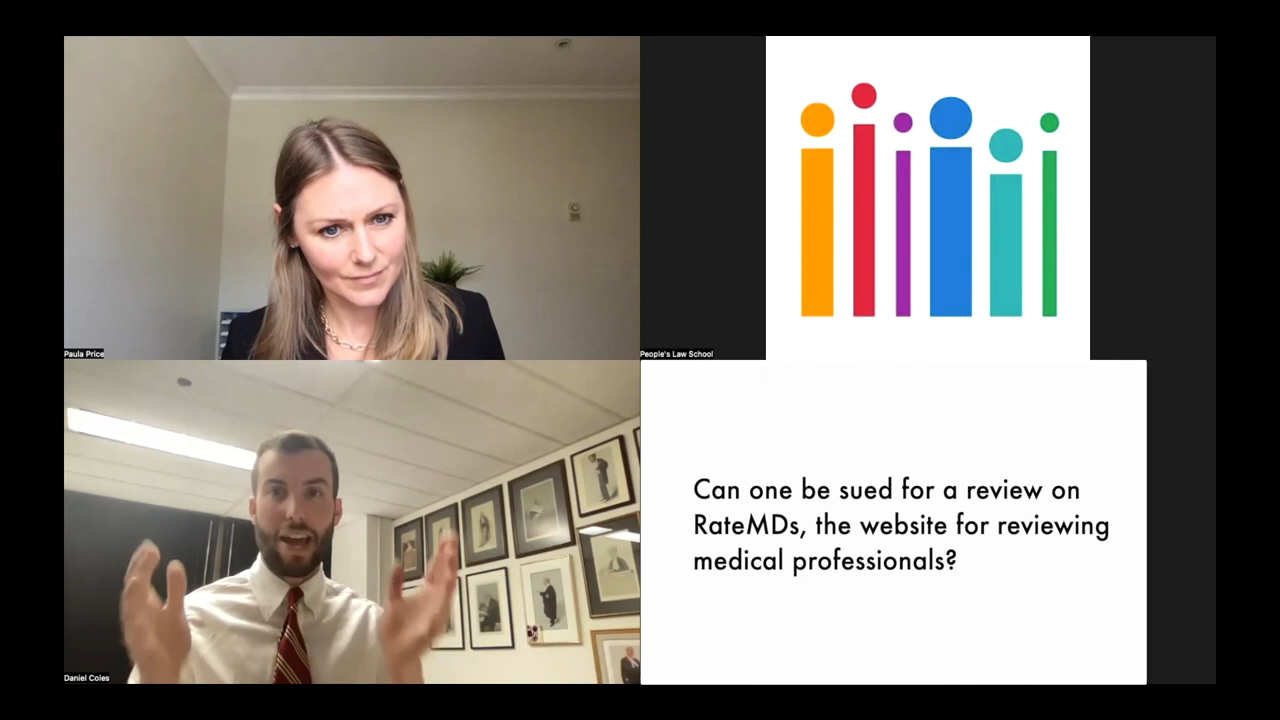 Paula Price
People's Law School
Can one be sued for a review on
RateMDs, the website for reviewing
medical professionals?
Daniel Coles